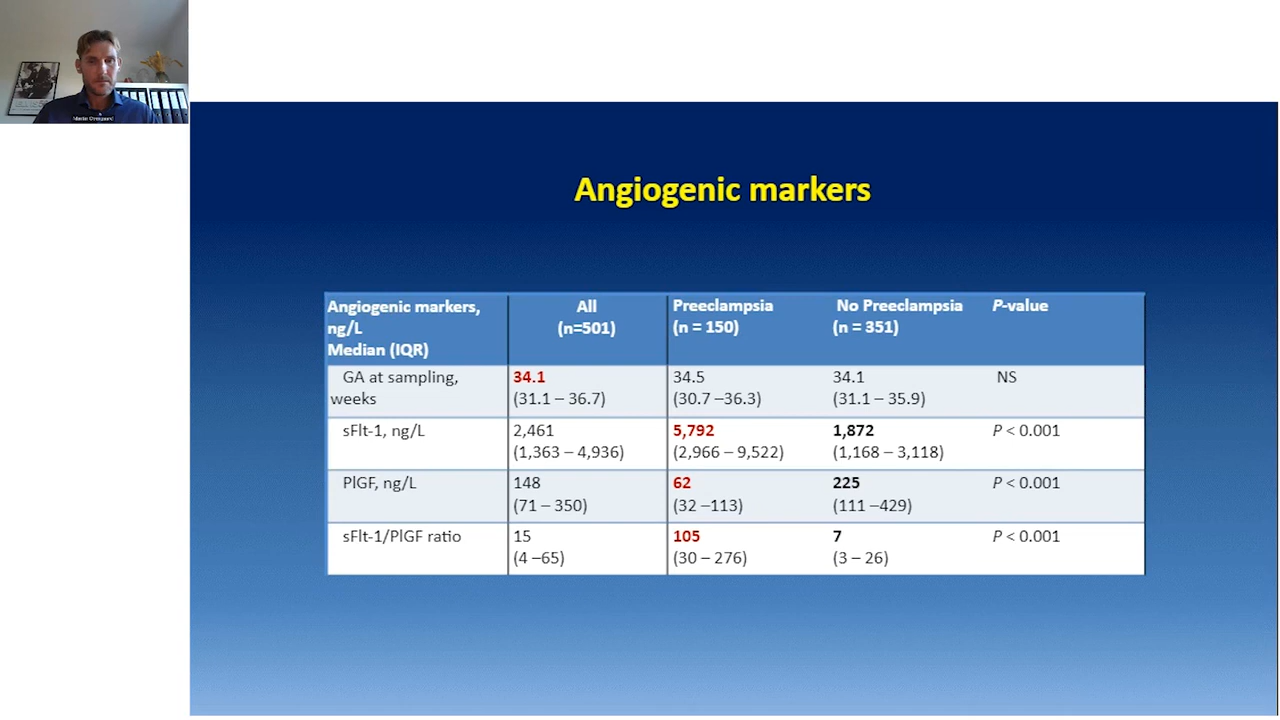 Angiogenic markers
Angiogenic markers,
ng/L
Median (IQR)
All
(n=501)
Preeclampsia
(n = 150)
No Preeclampsia
(n = 351)
P-value
GA at sampling,
weeks
34.1
(31.1 – 36.7)
34.5
(30.7 –36.3)
34.1
(31.1 – 35.9)
NS
sFlt-1, ng/L
2,461
(1,363 – 4,936)
5,792
(2,966 – 9,522)
1,872
(1,168 – 3,118)
P < 0.001
PlGF, ng/L
148
(71 – 350)
62
(32 –113)
225
(111 –429)
P < 0.001
sFlt-1/PlGF ratio
15
(4 –65)
105
(30 – 276)
7
(3 – 26)
P < 0.001